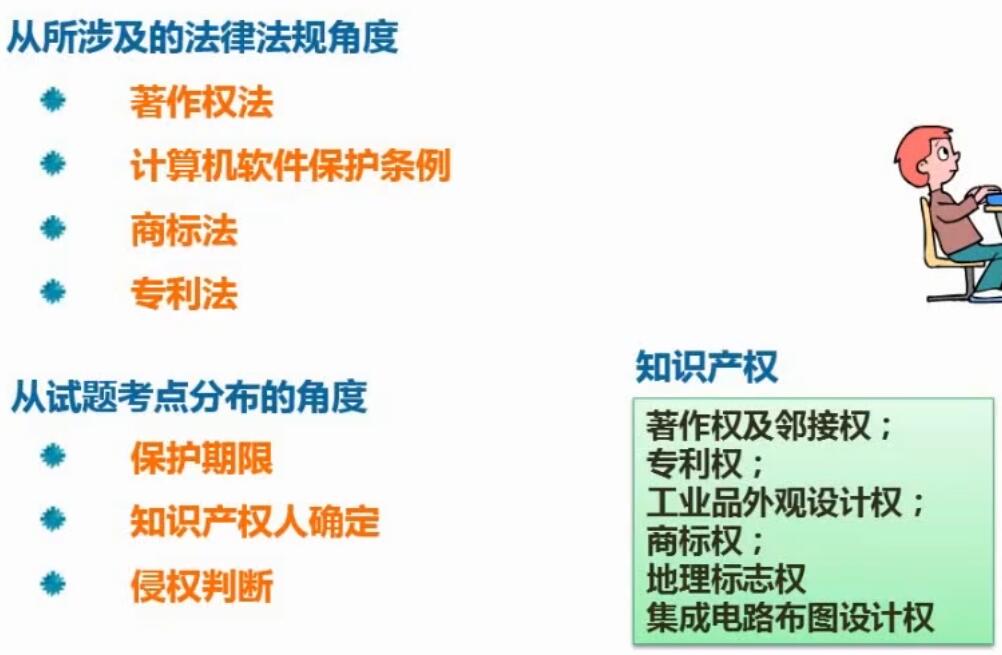 从所涉及的法律法规角度
著作权法
计算机软件保护条例
商标法
专利法
从试题考点分布的角度
保护期限
知识产权人确定
侵权判断
知识产权
著作权及邻接权；
专利权；
工业品外观设计权；
商标权；
地理标志权
集成电路布图设计权